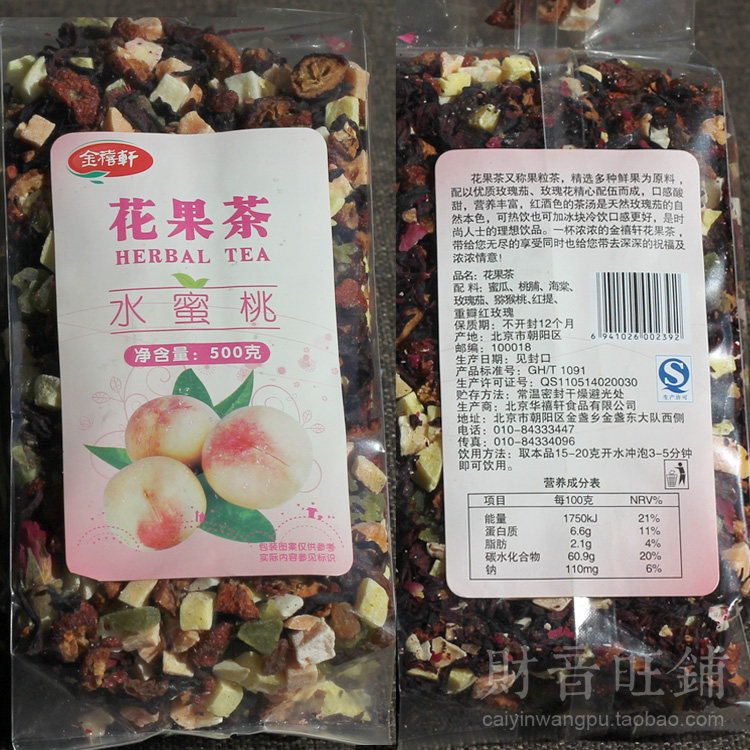 金禧軒
花果茶
HERBAL TEA
水蜜桃
净含量：500克
包装图案仅供参考
实际内容参见标识
花果茶又称果粒茶，精选多种鲜果为原料，
配以优质玫瑰茄、玫瑰花精心配伍而成，口感酸
甜，营养丰富，红酒色的茶汤是天然玫瑰茄的自
然本色，可热饮也可加冰块冷饮口感更好，是时
尚人士的理想饮品。一杯浓浓的金禧轩花果茶，
带给您无尽的享受同时也给您带去深深的祝福及
浓浓情意!
品名：花果茶
配 料：蜜瓜、桃脯、海棠、
玫瑰茄、猕猴桃、红提、
重瓣红玫瑰
保质期：不开封12个月
产地：北京市朝阳区
邮编：100018
生产日期：见封口
产品标准号：GH/T 1091
生产许可证号：QS110514020030
贮存方法：常温密封干燥避光处
生产商：北京华禧轩食品有限公司
地址：北京市朝阳区金盏乡金盏东大队西侧
电话：010-84333447
传真：010-84334096
饮用方法：取本品15-20克开水冲泡3-5分钟
即可饮用。
6 941026 002392
生产许可
营养成分表
项目 每100克 NRV%
能量 1750kJ 21%
蛋白质 6.6g 11%
脂肪 2.1g 4%
碳水化合物 60.9g 20%
钠 110mg 6%
財音旺鋪
caiyinwangpu.taobao.com